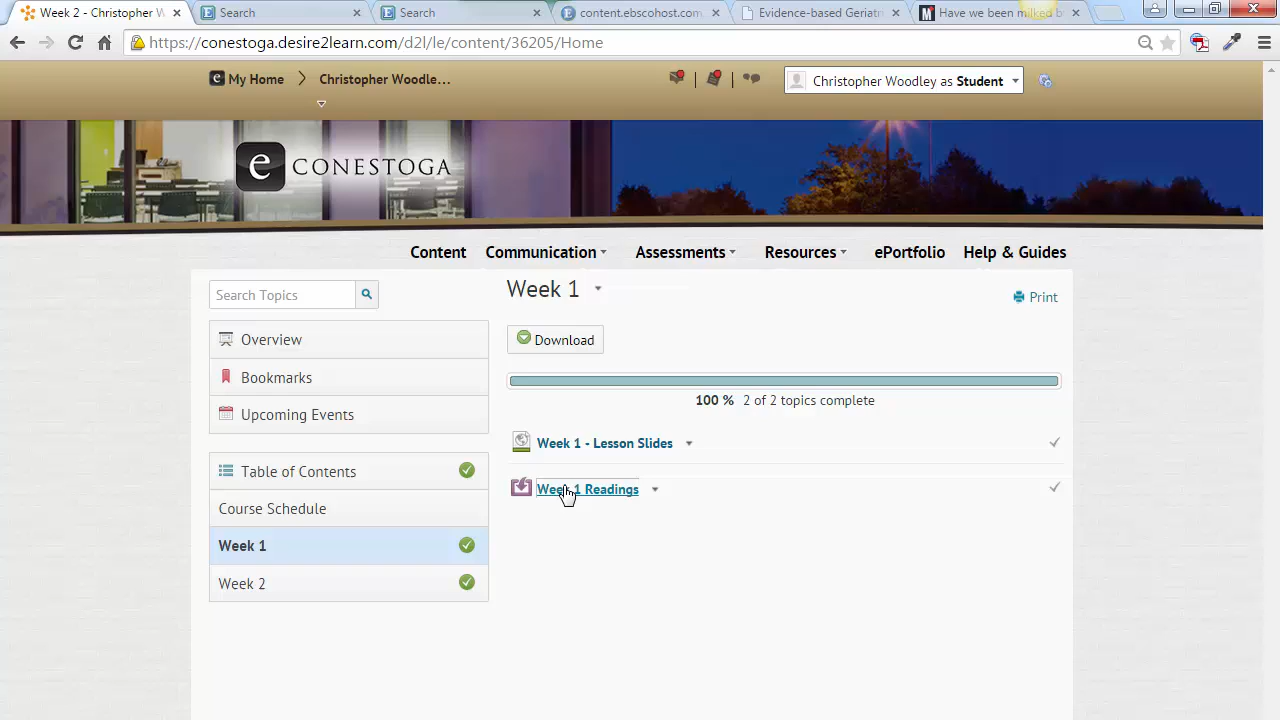 Week 2 - Christopher W
Search
Search
content.ebscohost.com
Evidence-based Geriatr
Have we been milked b
https://conestoga.desire2learn.com/d2l/le/content/36205/Home
My Home
Christopher Woodle...
Christopher Woodley as Student
e CONESTOGA
Content
Communication
Assessments
Resources
ePortfolio
Help & Guides
Search Topics
Overview
Bookmarks
Upcoming Events
Table of Contents
Course Schedule
Week 1
Week 2
Week 1
Print
Download
100 % 2 of 2 topics complete
Week 1 - Lesson Slides
Week 1 Readings